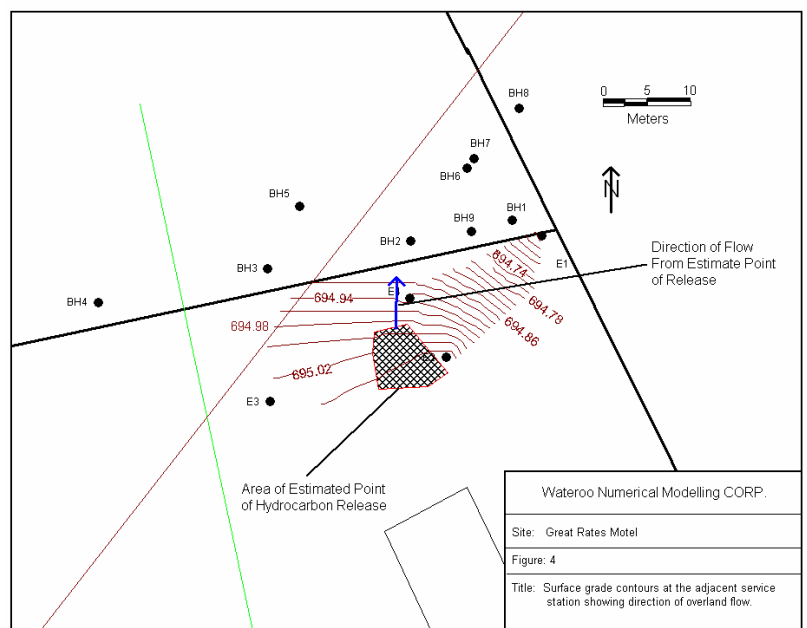 BH8
0 5 10
Meters
BH7
BH6
N
BH5
BH1
BH9
BH2
Direction of Flow
From Estimate Point
of Release
BH3
694.74
E1
BH4
694.94
694.78
694.98
694.86
695.02
E3
Area of Estimated Point
of Hydrocarbon Release
Wateroo Numerical Modelling CORP.
Site: Great Rates Motel
Figure: 4
Title: Surface grade contours at the adjacent service
station showing direction of overland flow.